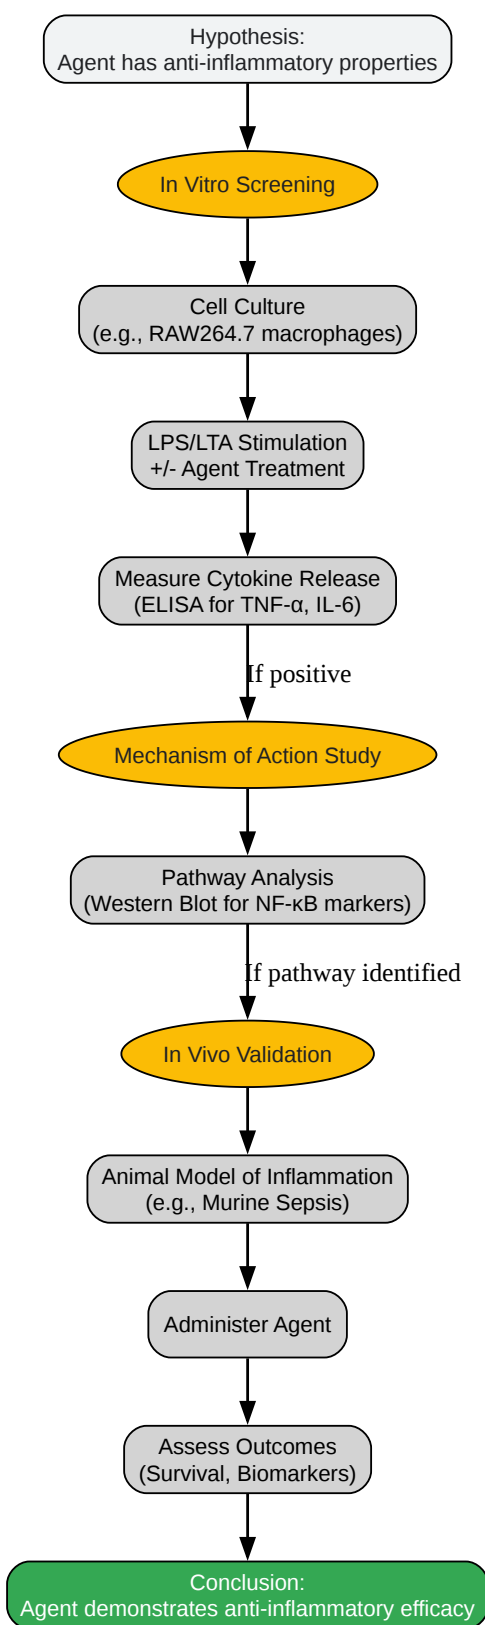 Hypothesis:
Agent has anti-inflammatory properties
In Vitro Screening
Cell Culture
(e.g., RAW264.7 macrophages)
LPS/LTA Stimulation
+/- Agent Treatment
Measure Cytokine Release
(ELISA for TNF-α, IL-6)
If positive
Mechanism of Action Study
Pathway Analysis
(Western Blot for NF-κB markers)
If pathway identified
In Vivo Validation
Animal Model of Inflammation
(e.g., Murine Sepsis)
Administer Agent
Assess Outcomes
(Survival, Biomarkers)
Conclusion:
Agent demonstrates anti-inflammatory efficacy